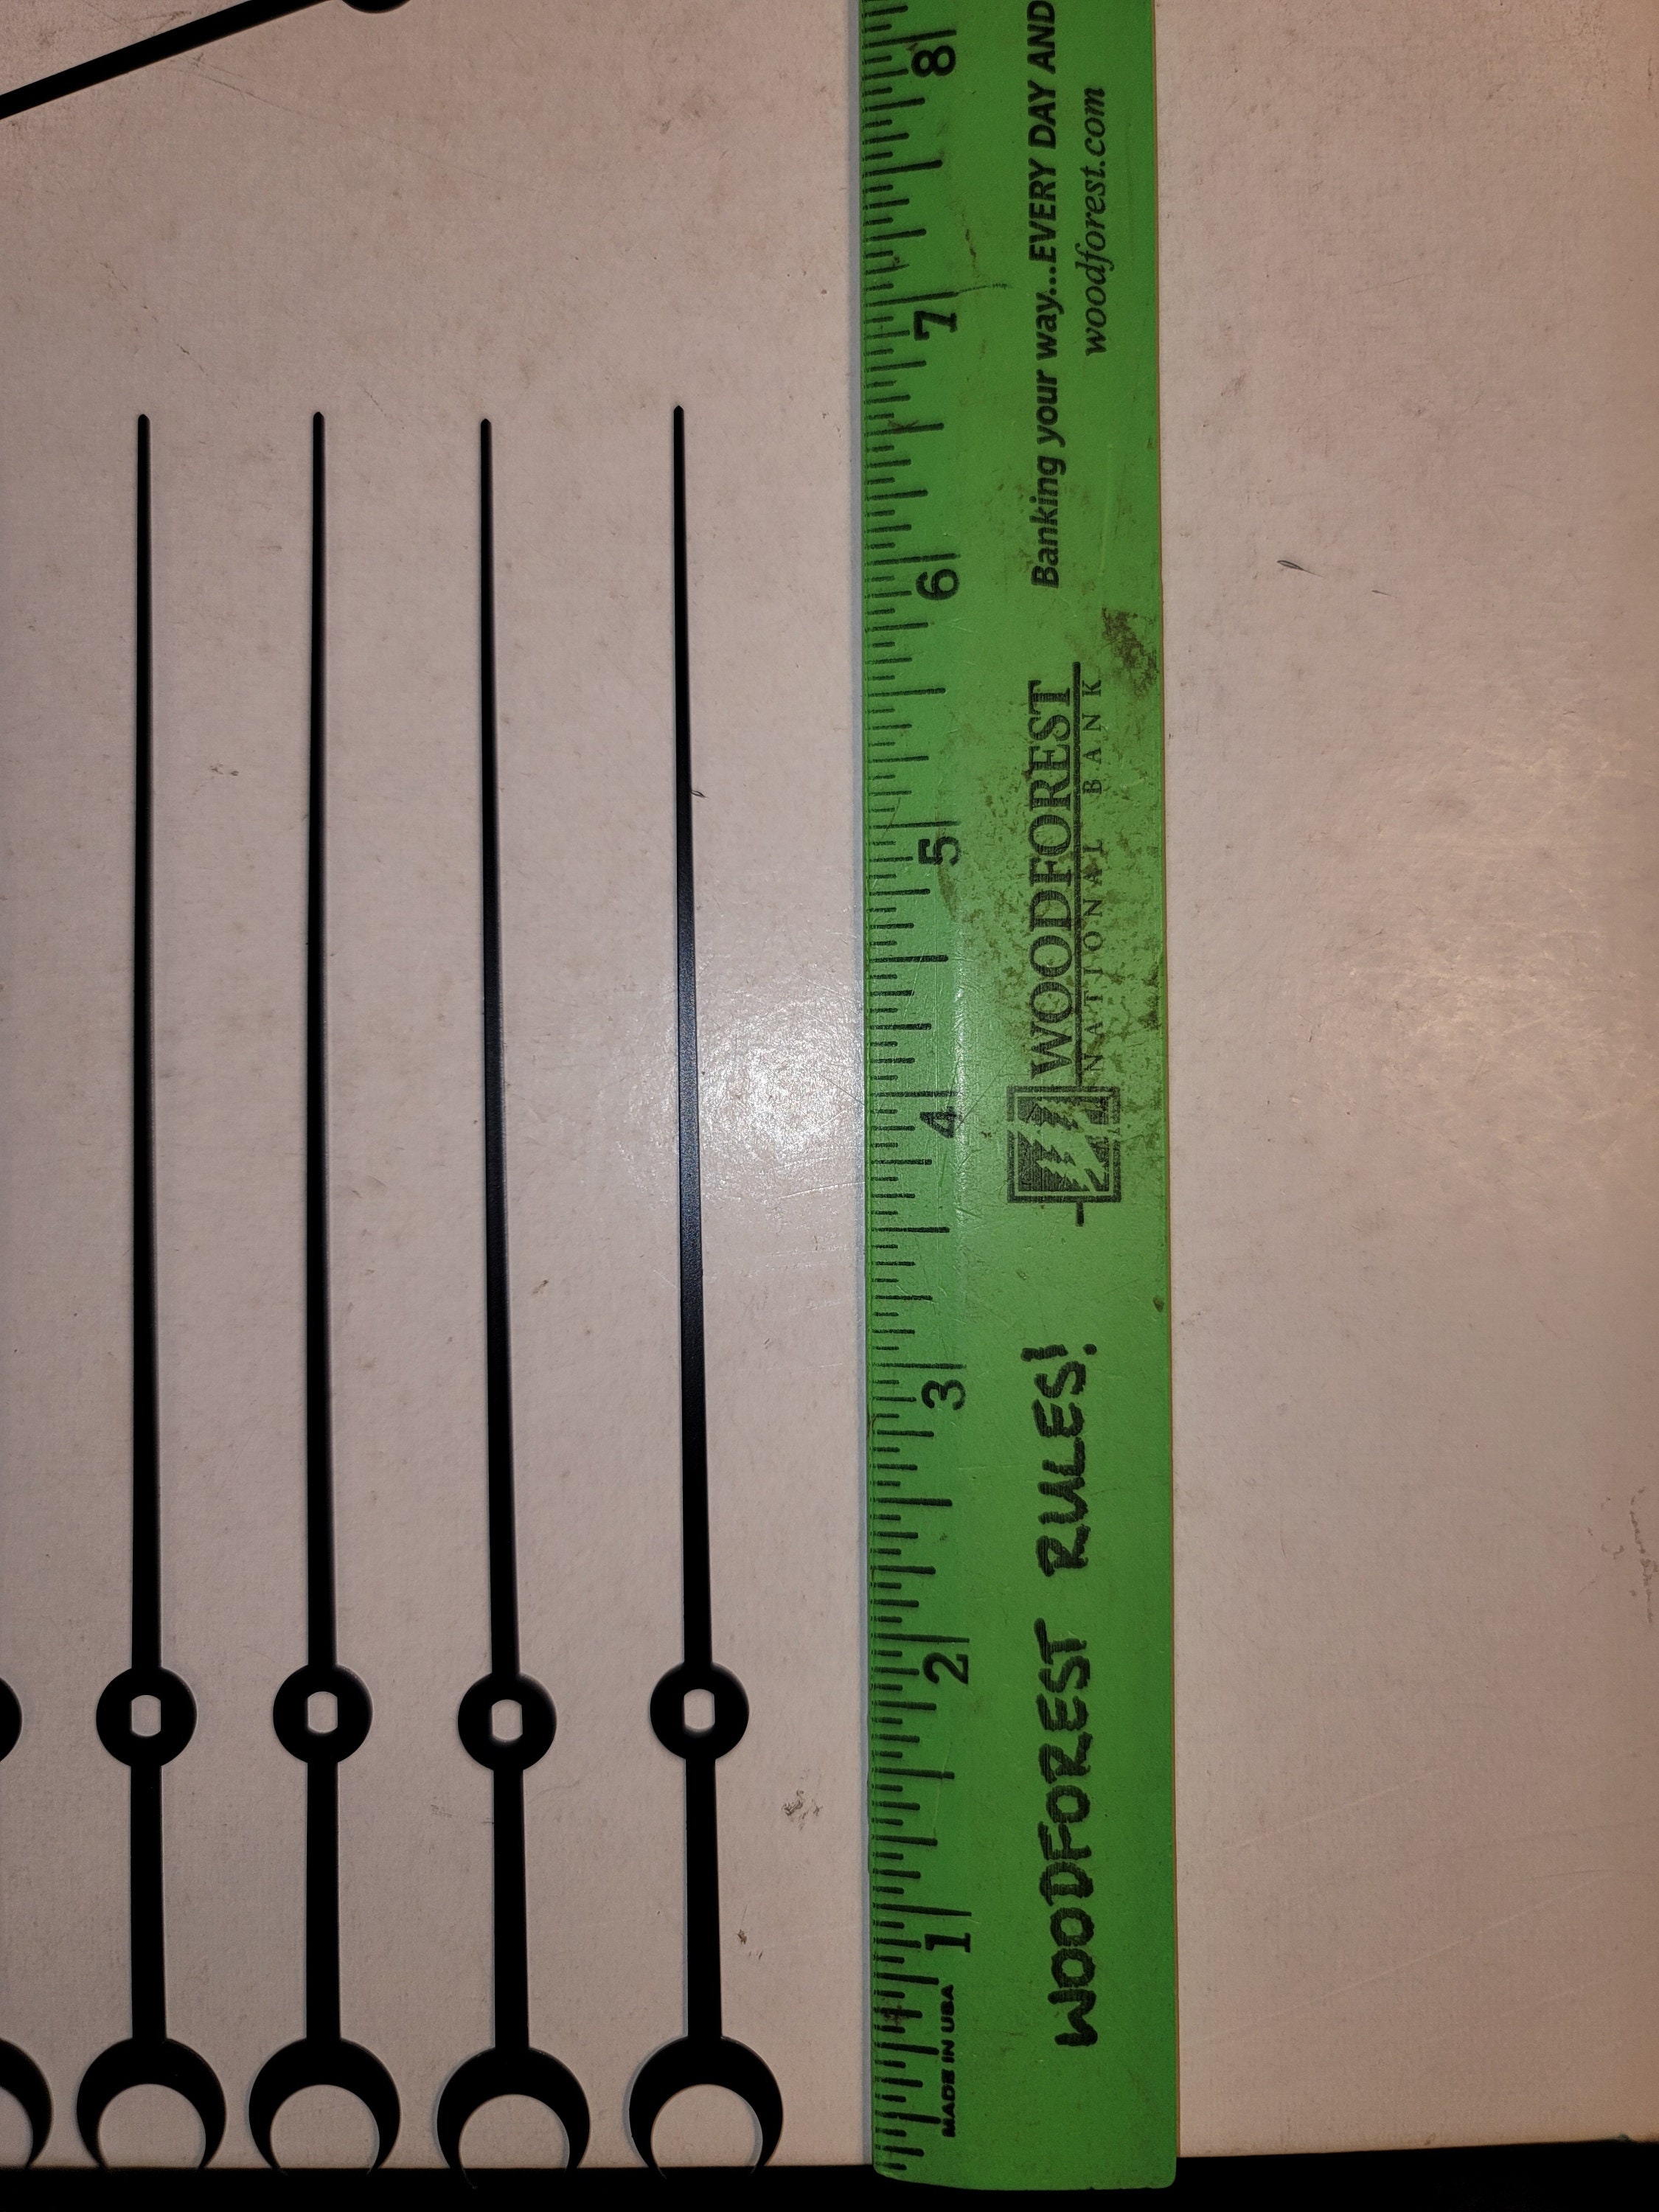 WOODFOREST RULES!
WOODFOREST
NATIONAL BANK
Banking your way...EVERY DAY AND
woodforest.com
MADE IN USA
1 2 3 4 5 6 7 8